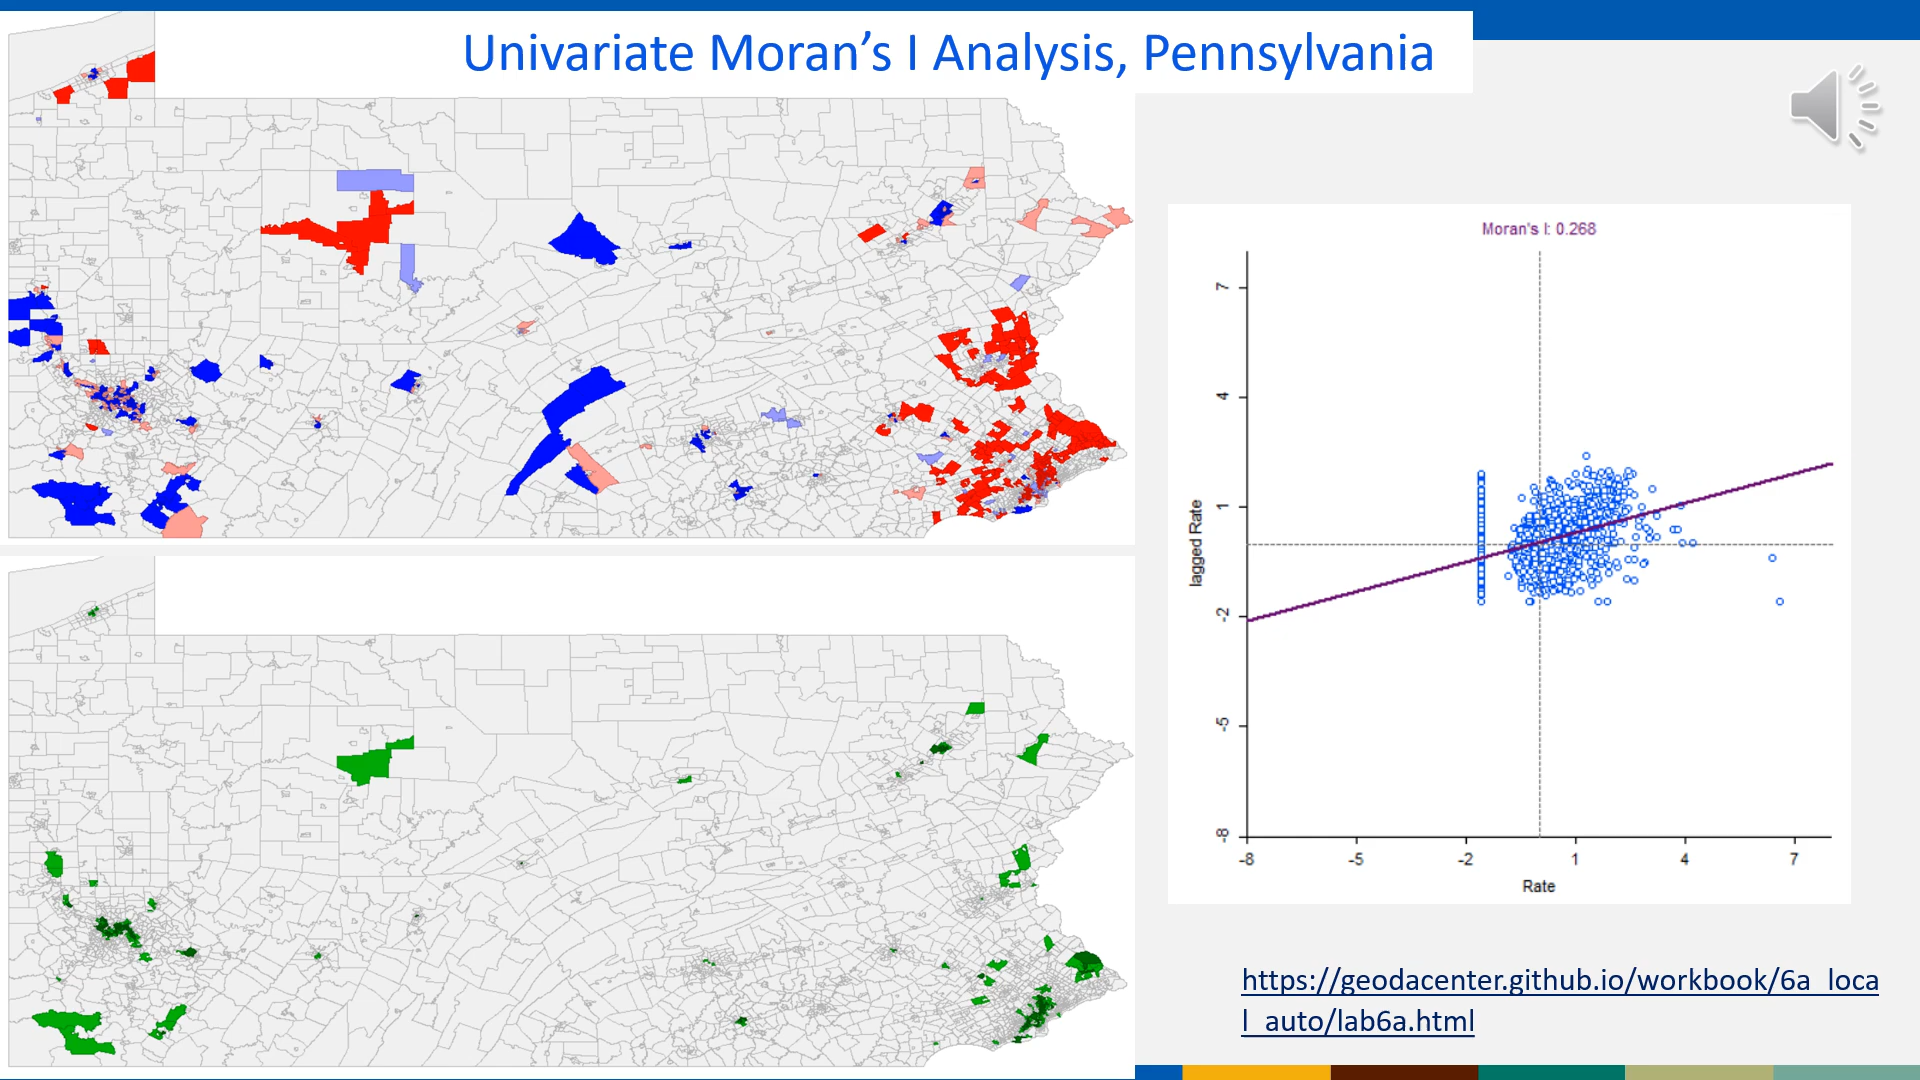 Univariate Moran’s I Analysis, Pennsylvania
Moran's I: 0.268
7
4
1
-2
-5
-8
lagged Rate
-8 -5 -2 1 4 7
Rate
https://geodacenter.github.io/workbook/6a_loca
l_auto/lab6a.html